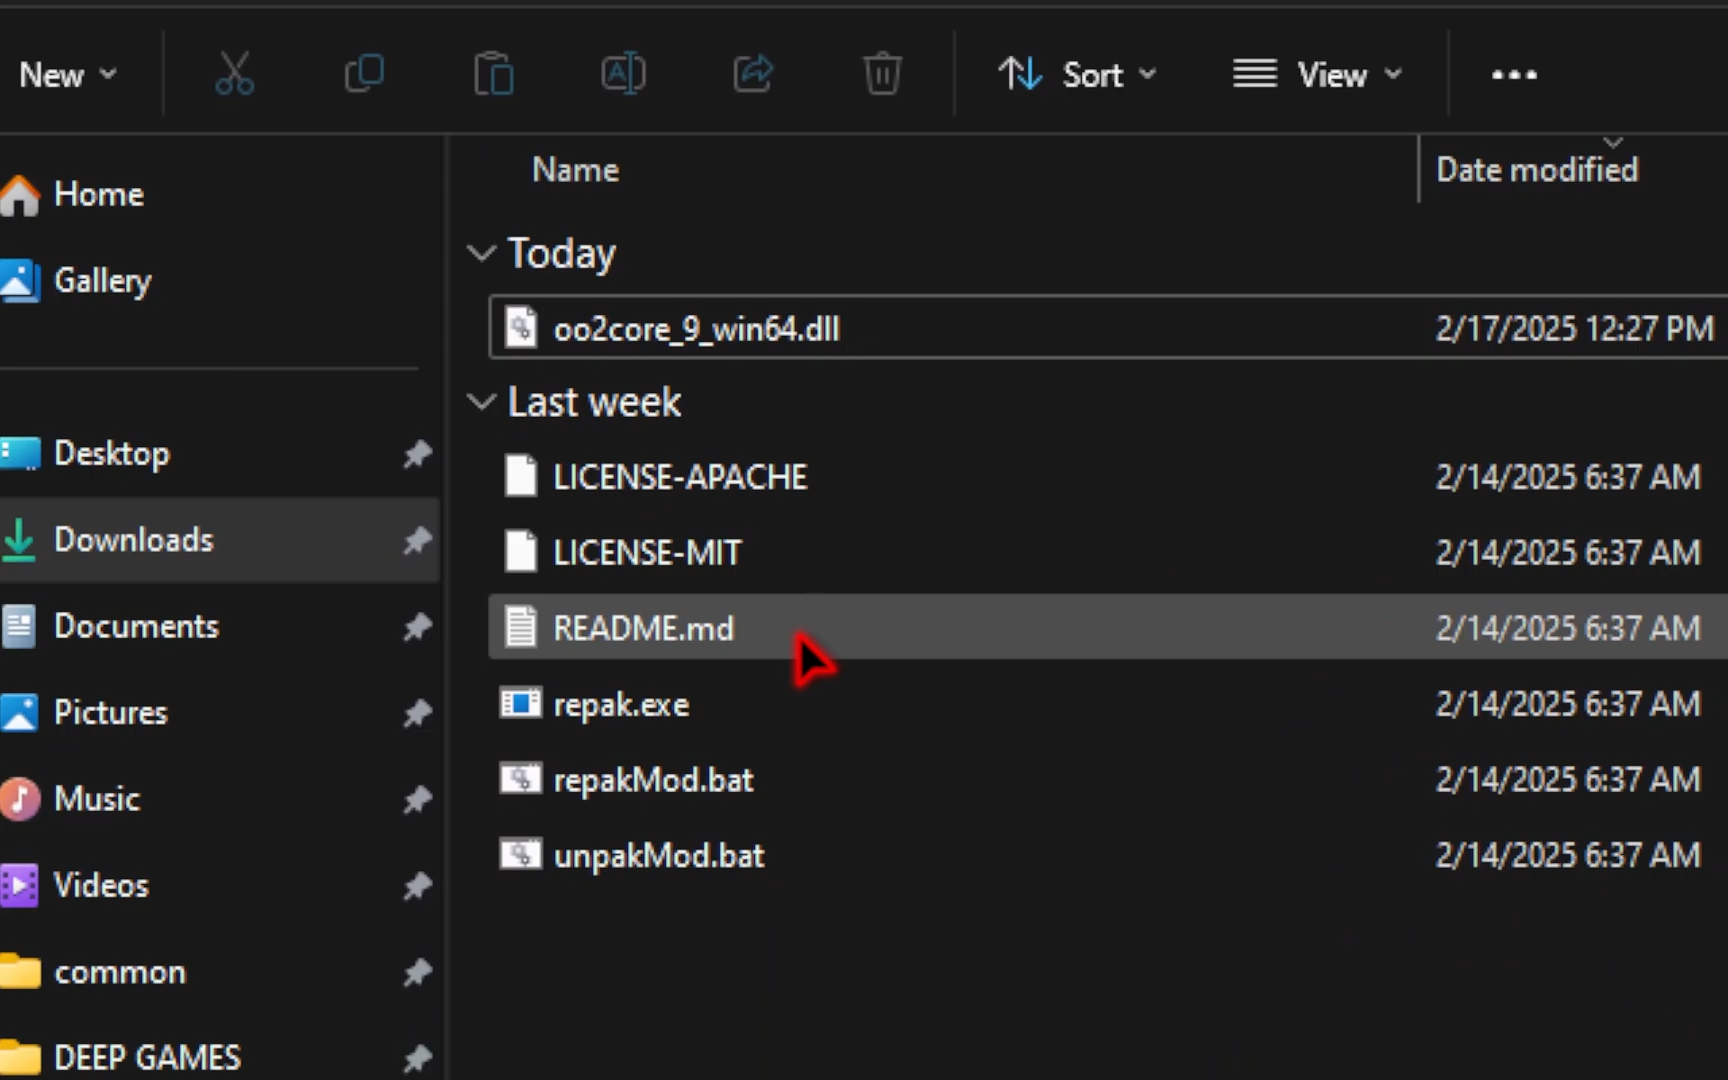 New
Sort
View
Home
Gallery
Desktop
Downloads
Documents
Pictures
Music
Videos
common
DEEP GAMES
Name Date modified
Today
oo2core_9_win64.dll 2/17/2025 12:27 PM
Last week
LICENSE-APACHE 2/14/2025 6:37 AM
LICENSE-MIT 2/14/2025 6:37 AM
README.md 2/14/2025 6:37 AM
repak.exe 2/14/2025 6:37 AM
repakMod.bat 2/14/2025 6:37 AM
unpakMod.bat 2/14/2025 6:37 AM